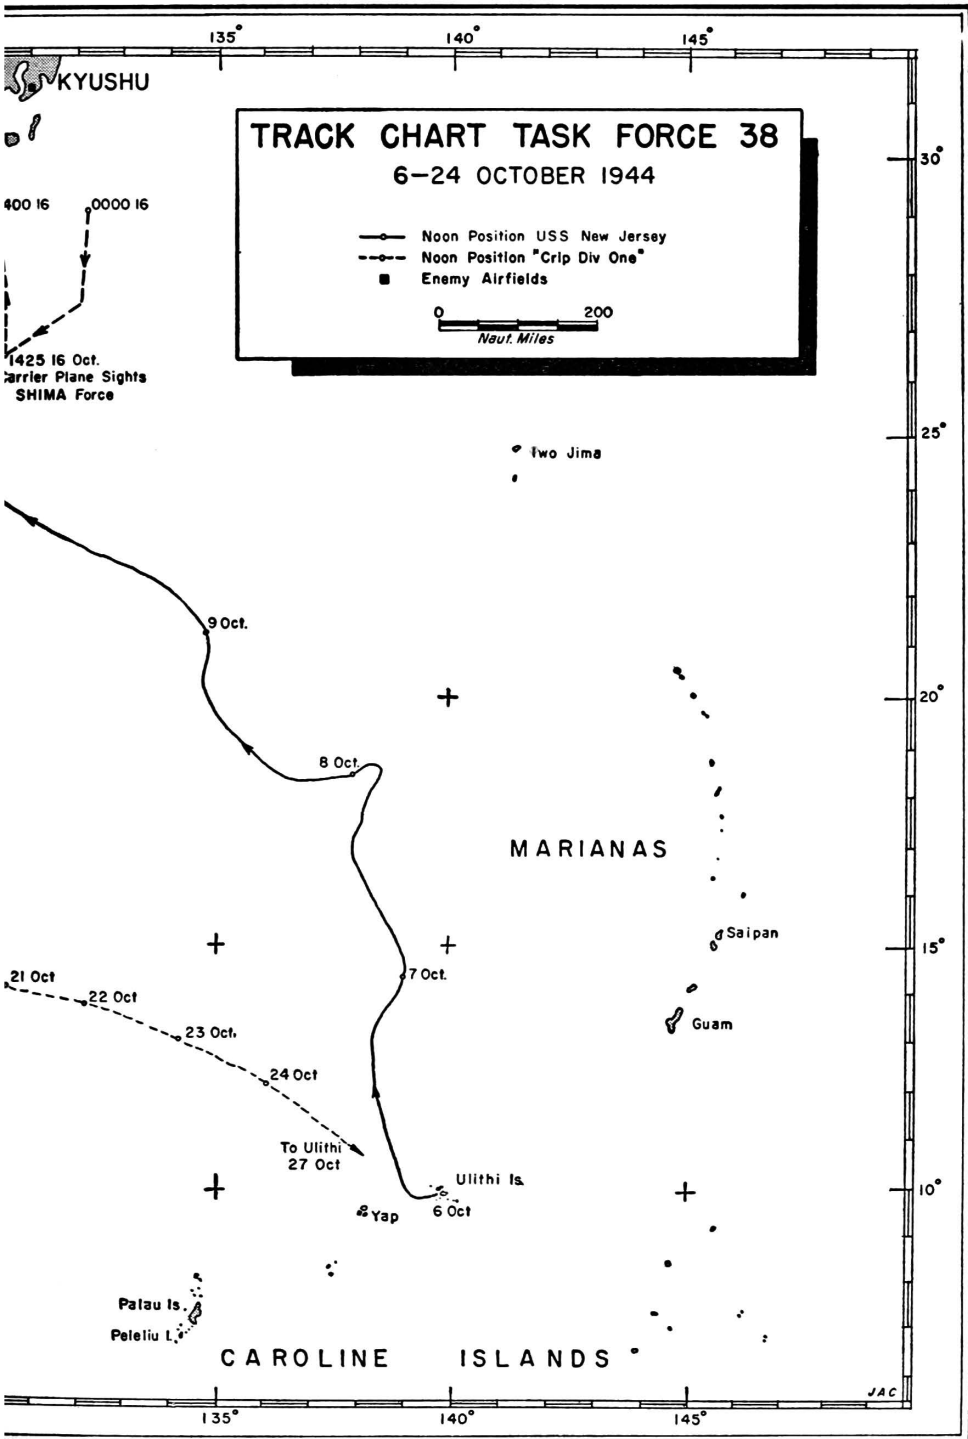 135°
140°
145°
KYUSHU
TRACK CHART TASK FORCE 38
6–24 OCTOBER 1944
Noon Position USS New Jersey
Noon Position "Crip Div One"
Enemy Airfields
0 200
Naut. Miles
30°
400 16
0000 16
1425 16 Oct.
Carrier Plane Sights
SHIMA Force
25°
Iwo Jima
9 Oct.
20°
8 Oct.
MARIANAS
Saipan
15°
21 Oct
7 Oct.
22 Oct
Guam
23 Oct.
24 Oct
To Ulithi
27 Oct
Ulithi Is.
10°
6 Oct
Yap
Palau Is.
Peleliu I.
CAROLINE ISLANDS
JAC
135°
140°
145°